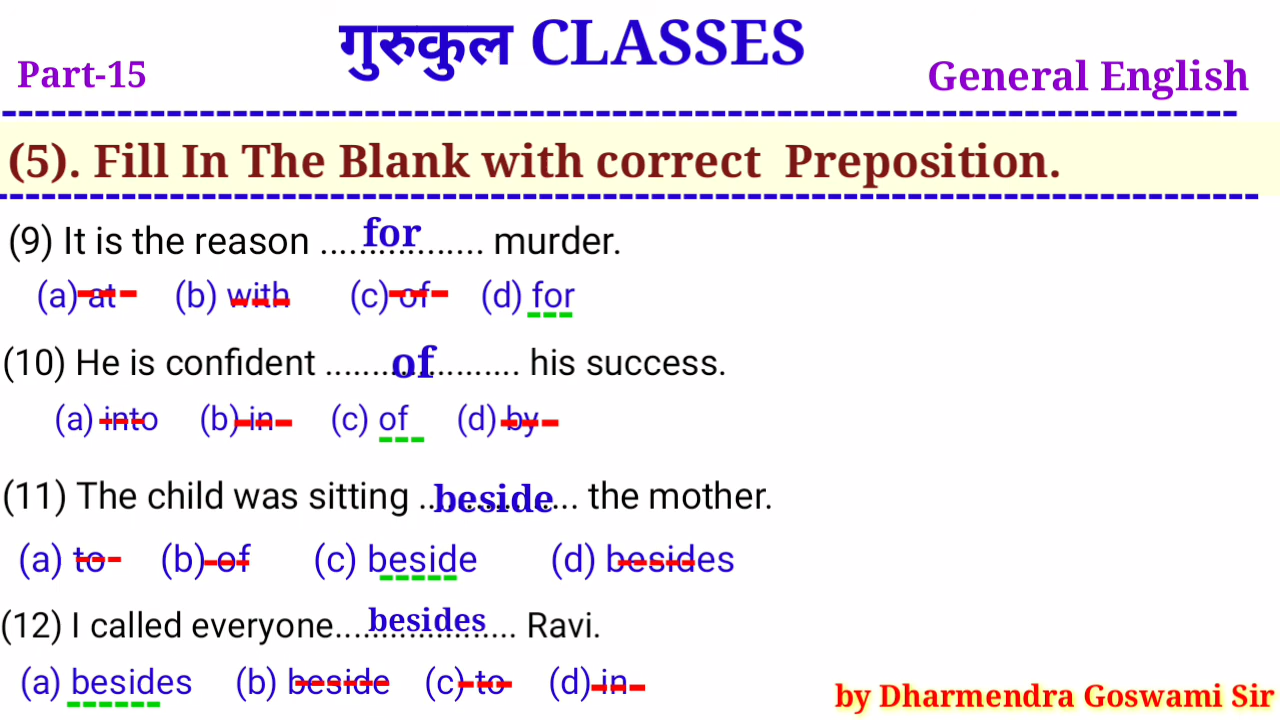 गुरुकुल CLASSES
Part-15
General English
(5). Fill In The Blank with correct Preposition.
(9) It is the reason ....for............. murder.
(a) at (b) with (c) of (d) for
(10) He is confident ........of........... his success.
(a) into (b) in (c) of (d) by
(11) The child was sitting ..beside... the mother.
(a) to (b) of (c) beside (d) besides
(12) I called everyone...besides... Ravi.
(a) besides (b) beside (c) to (d) in
by Dharmendra Goswami Sir